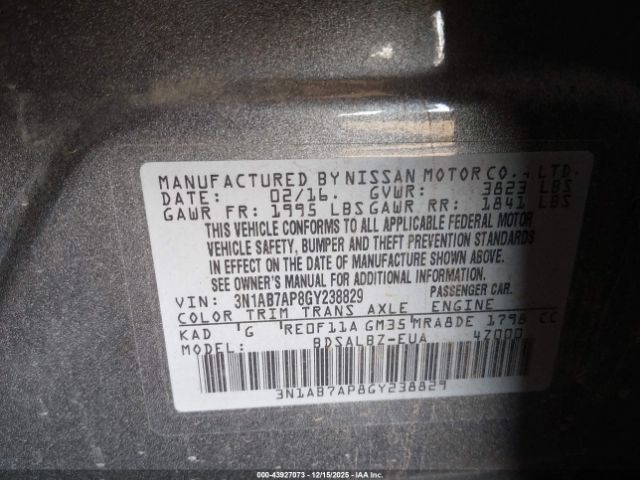 MANUFACTURED BY NISSAN MOTOR CO., LTD.
DATE: 02/16. GVWR: 3823 LBS
GAWR FR: 1995 LBS GAWR RR: 1841 LBS
THIS VEHICLE CONFORMS TO ALL APPLICABLE FEDERAL MOTOR
VEHICLE SAFETY, BUMPER AND THEFT PREVENTION STANDARDS
IN EFFECT ON THE DATE OF MANUFACTURE SHOWN ABOVE.
SEE OWNER'S MANUAL FOR ADDITIONAL INFORMATION.
VIN: 3N1AB7AP8GY238829 PASSENGER CAR.
COLOR TRIM TRANS AXLE ENGINE
KAD G RE0F11A GM35 MRA8DE 1798 CC
MODEL: BDSALBZ-EUA 4Z000
3N1AB7AP8GY238829
000-43927073 - 12/15/2025 - IAA Inc.